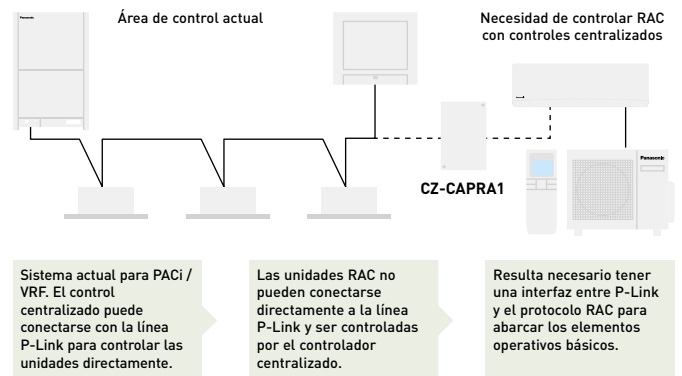 Panasonic
Área de control actual
Necesidad de controlar RAC
con controles centralizados
CZ-CAPRA1
Panasonic
Sistema actual para PACi /
VRF. El control
centralizado puede
conectarse con la línea
P-Link para controlar las
unidades directamente.
Las unidades RAC no
pueden conectarse
directamente a la línea
P-Link y ser controladas
por el controlador
centralizado.
Resulta necesario tener
una interfaz entre P-Link
y el protocolo RAC para
abarcar los elementos
operativos básicos.